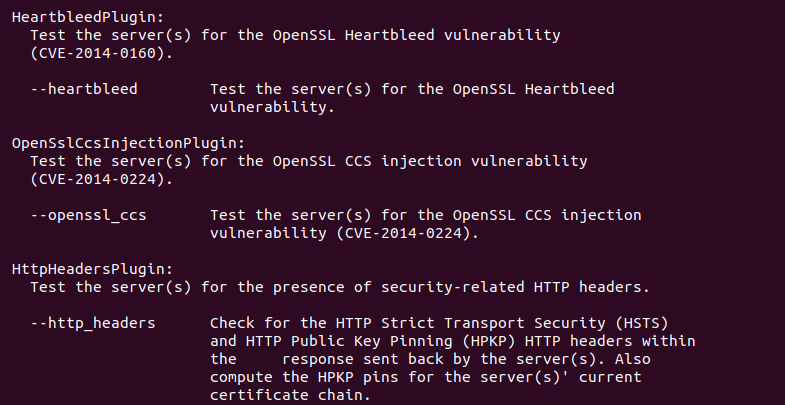 HeartbleedPlugin:
Test the server(s) for the OpenSSL Heartbleed vulnerability
(CVE-2014-0160).
--heartbleed        Test the server(s) for the OpenSSL Heartbleed
vulnerability.
OpenSslCcsInjectionPlugin:
Test the server(s) for the OpenSSL CCS injection vulnerability
(CVE-2014-0224).
--openssl_ccs       Test the server(s) for the OpenSSL CCS injection
vulnerability (CVE-2014-0224).
HttpHeadersPlugin:
Test the server(s) for the presence of security-related HTTP headers.
--http_headers      Check for the HTTP Strict Transport Security (HSTS)
and HTTP Public Key Pinning (HPKP) HTTP headers within
the     response sent back by the server(s). Also
compute the HPKP pins for the server(s)' current
certificate chain.